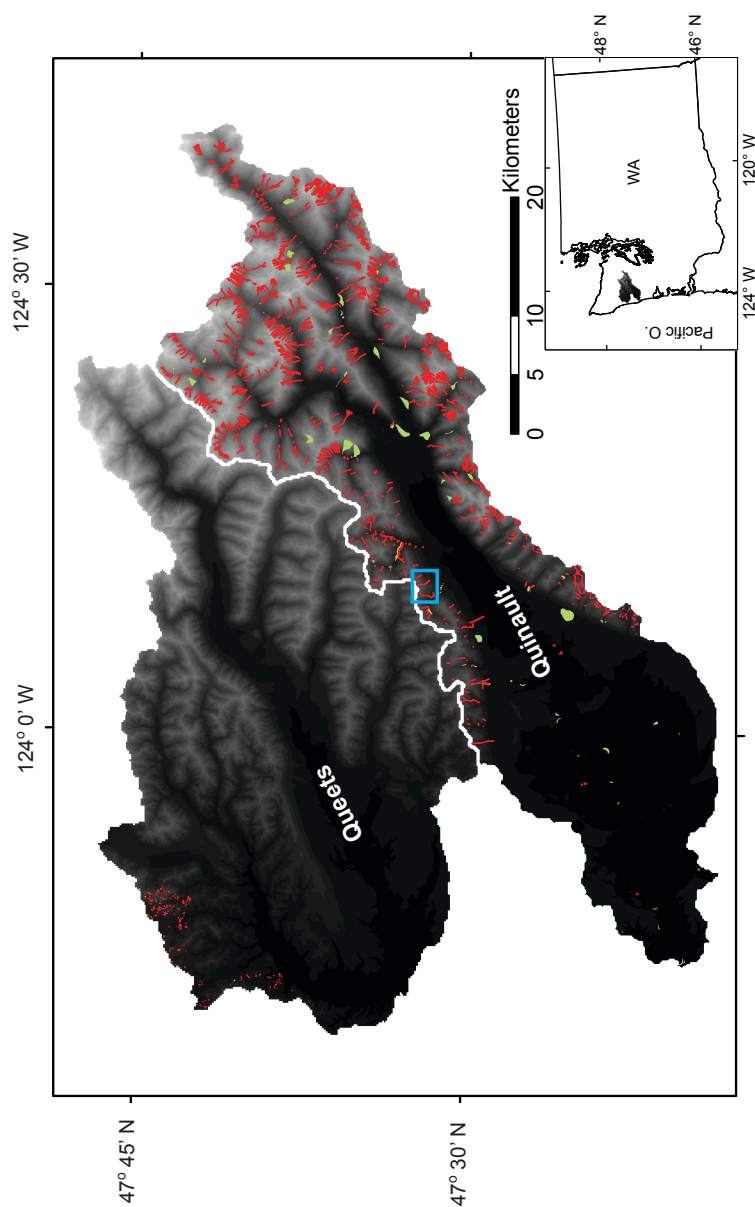 124° 0' W
124° 30' W
47° 45' N
47° 30' N
Queets
Quinault
0
5
10
20
Kilometers
48° N
46° N
WA
Pacific O.
124° W
120° W